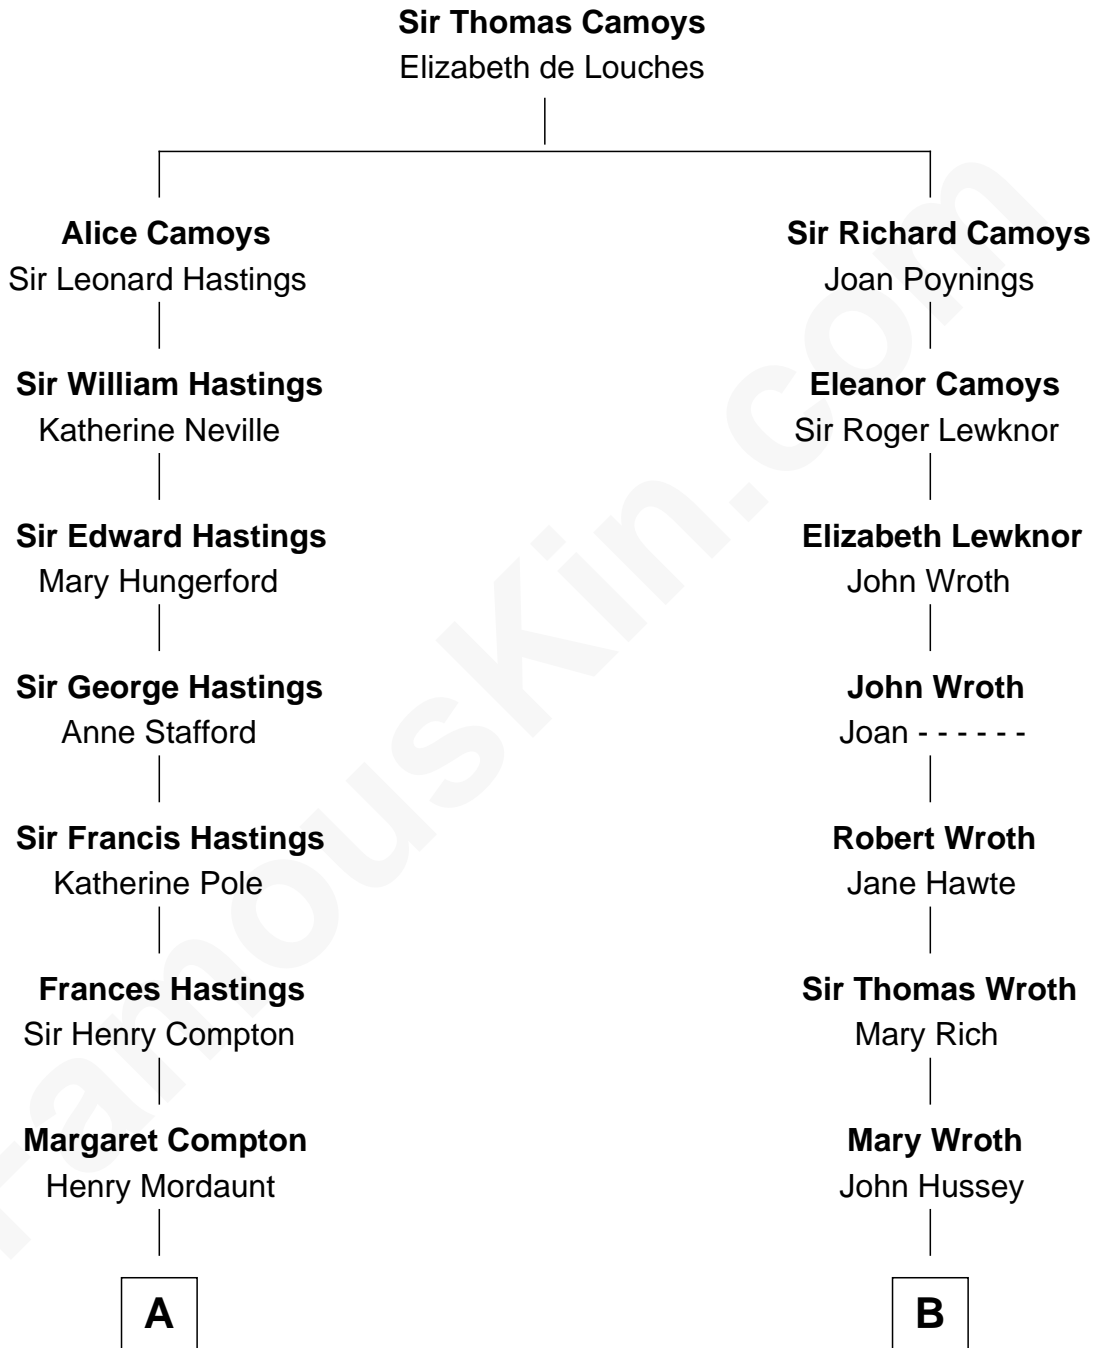 Sir Thomas Camoys
Elizabeth de Louches
Alice Camoys
Sir Leonard Hastings
Sir William Hastings
Katherine Neville
Sir Edward Hastings
Mary Hungerford
Sir George Hastings
Anne Stafford
Sir Francis Hastings
Katherine Pole
Frances Hastings
Sir Henry Compton
Margaret Compton
Henry Mordaunt
A
Sir Richard Camoys
Joan Poynings
Eleanor Camoys
Sir Roger Lewknor
Elizabeth Lewknor
John Wroth
John Wroth
Joan - - - - - -
Robert Wroth
Jane Hawte
Sir Thomas Wroth
Mary Rich
Mary Wroth
John Hussey
B
FamousKin.com